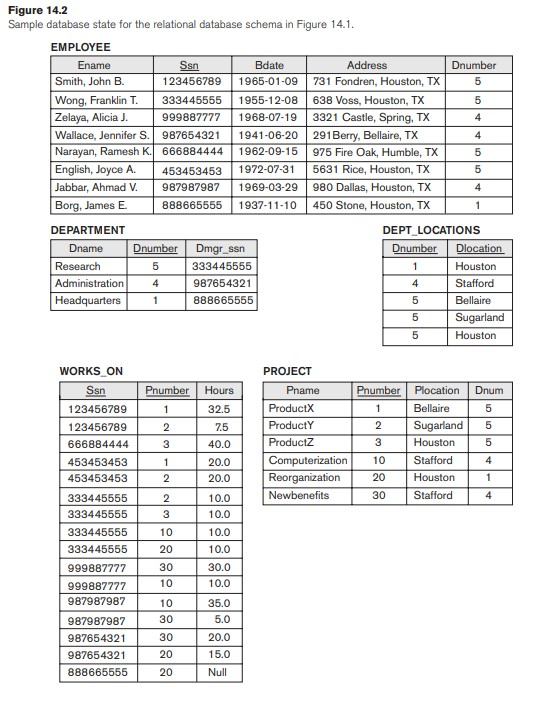 Figure 14.2
Sample database state for the relational database schema in Figure 14.1.
EMPLOYEE
Ename Ssn Bdate Address Dnumber
Smith, John B. 123456789 1965-01-09 731 Fondren, Houston, TX 5
Wong, Franklin T. 333445555 1955-12-08 638 Voss, Houston, TX 5
Zelaya, Alicia J. 999887777 1968-07-19 3321 Castle, Spring, TX 4
Wallace, Jennifer S. 987654321 1941-06-20 291Berry, Bellaire, TX 4
Narayan, Ramesh K. 666884444 1962-09-15 975 Fire Oak, Humble, TX 5
English, Joyce A. 453453453 1972-07-31 5631 Rice, Houston, TX 5
Jabbar, Ahmad V. 987987987 1969-03-29 980 Dallas, Houston, TX 4
Borg, James E. 888665555 1937-11-10 450 Stone, Houston, TX 1
DEPARTMENT
Dname Dnumber Dmgr_ssn
Research 5 333445555
Administration 4 987654321
Headquarters 1 888665555
DEPT_LOCATIONS
Dnumber Dlocation
1 Houston
4 Stafford
5 Bellaire
5 Sugarland
5 Houston
WORKS_ON
Ssn Pnumber Hours
123456789 1 32.5
123456789 2 7.5
666884444 3 40.0
453453453 1 20.0
453453453 2 20.0
333445555 2 10.0
333445555 3 10.0
333445555 10 10.0
333445555 20 10.0
999887777 30 30.0
999887777 10 10.0
987987987 10 35.0
987987987 30 5.0
987654321 30 20.0
987654321 20 15.0
888665555 20 Null
PROJECT
Pname Pnumber Plocation Dnum
ProductX 1 Bellaire 5
ProductY 2 Sugarland 5
ProductZ 3 Houston 5
Computerization 10 Stafford 4
Reorganization 20 Houston 1
Newbenefits 30 Stafford 4